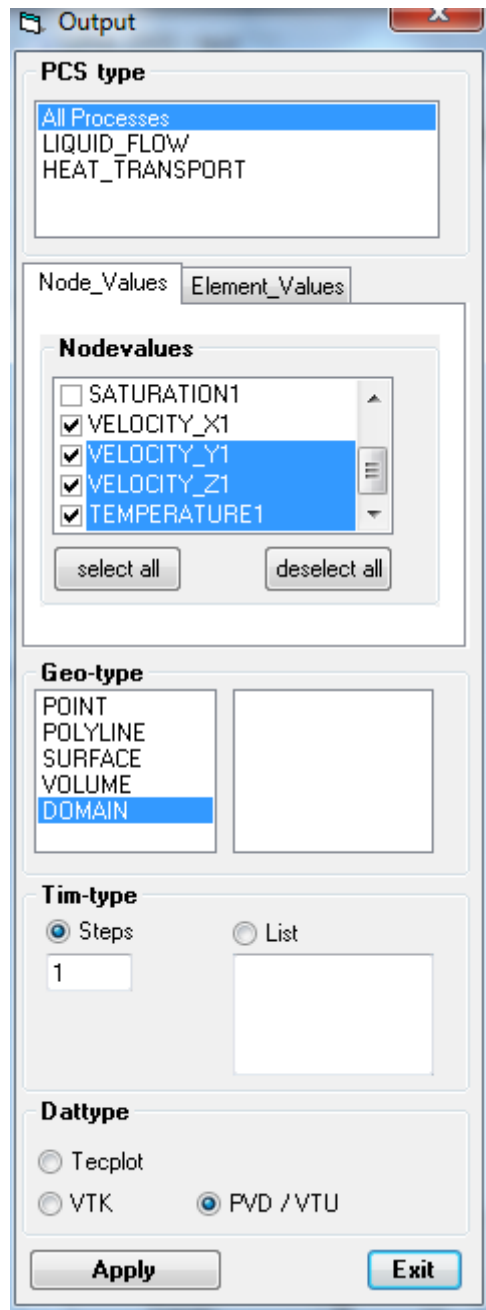 Output
PCS type
All Processes
LIQUID_FLOW
HEAT_TRANSPORT
Node_Values Element_Values
Nodevalues
SATURATION1
VELOCITY_X1
VELOCITY_Y1
VELOCITY_Z1
TEMPERATURE1
select all deselect all
Geo-type
POINT
POLYLINE
SURFACE
VOLUME
DOMAIN
Tim-type
Steps List
1
Dattype
Tecplot
VTK PVD / VTU
Apply Exit